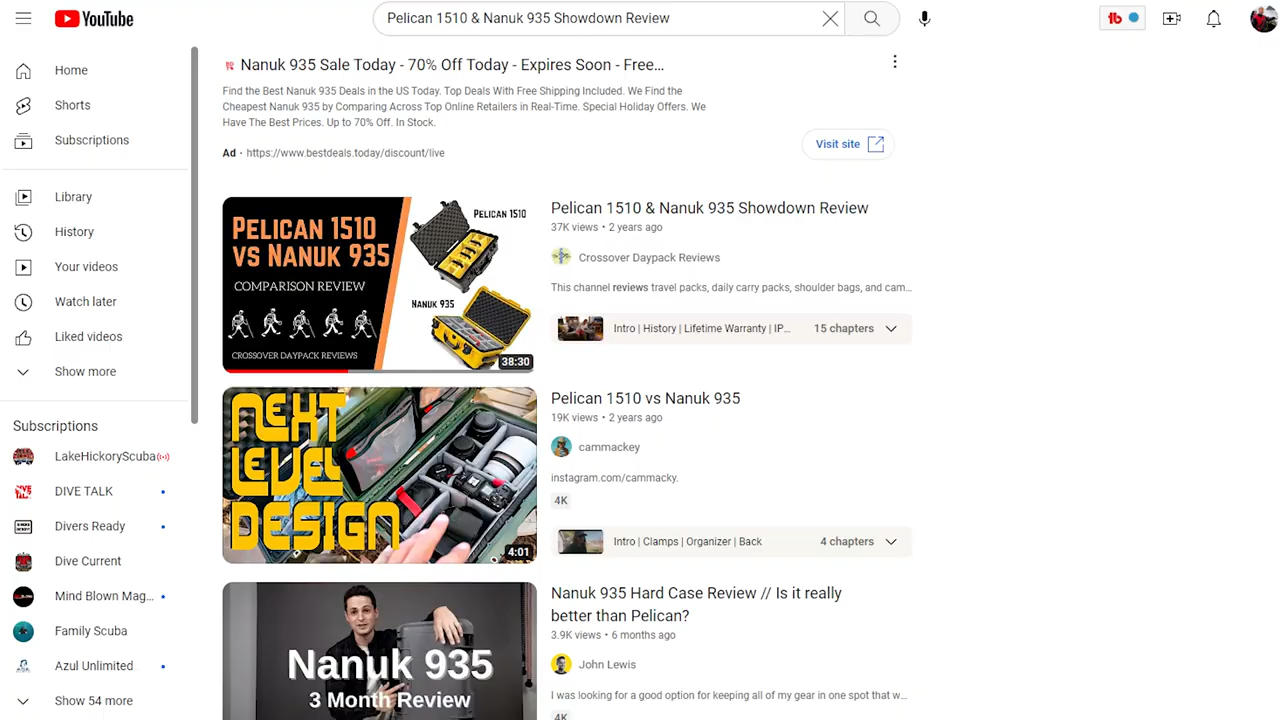 YouTube
Pelican 1510 & Nanuk 935 Showdown Review
tb
Home
Shorts
Subscriptions
Library
History
Your videos
Watch later
Liked videos
Show more
Subscriptions
LakeHickoryScuba
DIVE TALK
Divers Ready
Dive Current
Mind Blown Mag...
Family Scuba
Azul Unlimited
Show 54 more
Nanuk 935 Sale Today - 70% Off Today - Expires Soon - Free...
Find the Best Nanuk 935 Deals in the US Today. Top Deals With Free Shipping Included. We Find the
Cheapest Nanuk 935 by Comparing Across Top Online Retailers in Real-Time. Special Holiday Offers. We
Have The Best Prices. Up to 70% Off. In Stock.
Ad · https://www.bestdeals.today/discount/live
Visit site
PELICAN 1510
VS NANUK 935
COMPARISON REVIEW
CROSSOVER DAYPACK REVIEWS
PELICAN 1510
NANUK 935
38:30
Pelican 1510 & Nanuk 935 Showdown Review
37K views • 2 years ago
Crossover Daypack Reviews
This channel reviews travel packs, daily carry packs, shoulder bags, and cam...
Intro | History | Lifetime Warranty | IP...
15 chapters
NEXT
LEVEL
DESIGN
4:01
Pelican 1510 vs Nanuk 935
19K views • 2 years ago
cammackey
instagram.com/cammacky.
4K
Intro | Clamps | Organizer | Back
4 chapters
Nanuk 935
3 Month Review
Nanuk 935 Hard Case Review // Is it really
better than Pelican?
3.9K views • 6 months ago
John Lewis
I was looking for a good option for keeping all of my gear in one spot that w...
4K